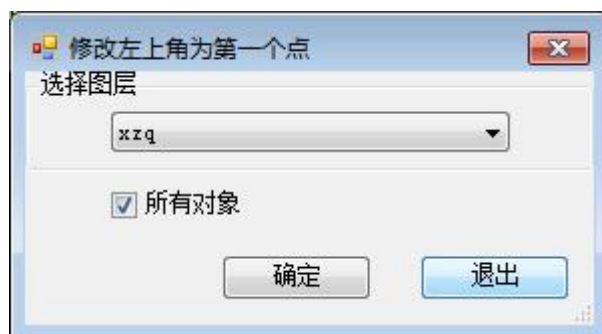 修改左上角为第一个点
选择图层
xzq
所有对象
确定
退出